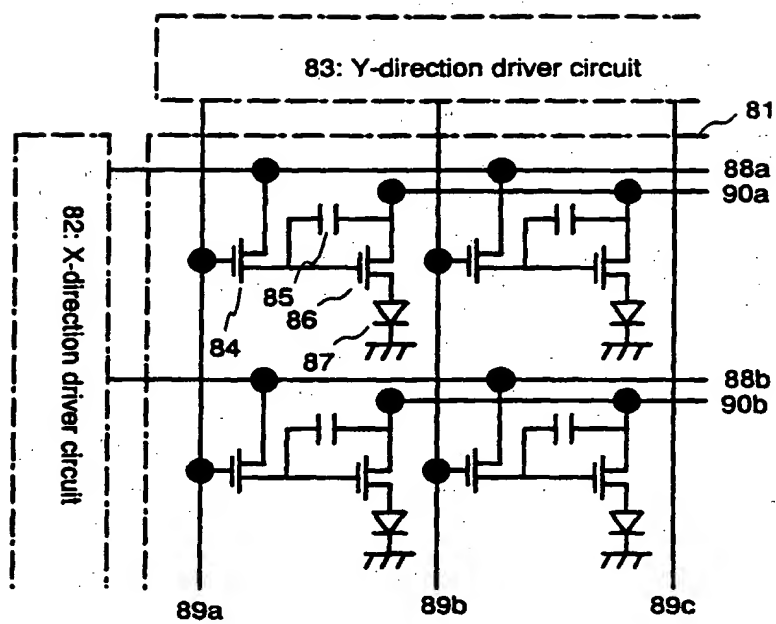 83: Y-direction driver circuit
81
88a
90a
82: X-direction driver circuit
85
86
84
87
88b
90b
89a
89b
89c